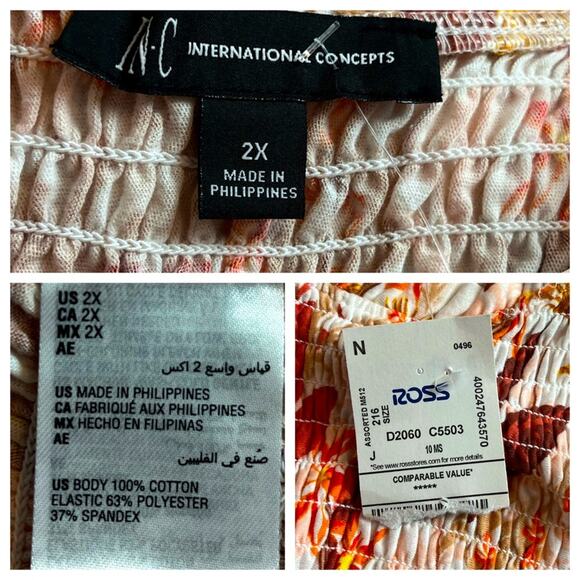 IN·C INTERNATIONAL CONCEPTS
2X
MADE IN
PHILIPPINES
US 2X
CA 2X
MX 2X
AE
قياس واسع 2 اكس
US MADE IN PHILIPPINES
CA FABRIQUÉ AUX PHILIPPINES
MX HECHO EN FILIPINAS
AE
صُنع في الفلبين
US BODY 100% COTTON
ELASTIC 63% POLYESTER
37% SPANDEX
N 0496
ROSS
ASSORTED M512
216
SIZE
J
D2060 C5503
10 MS
*See www.rossstores.com for more details
COMPARABLE VALUE*
*****
400247643570